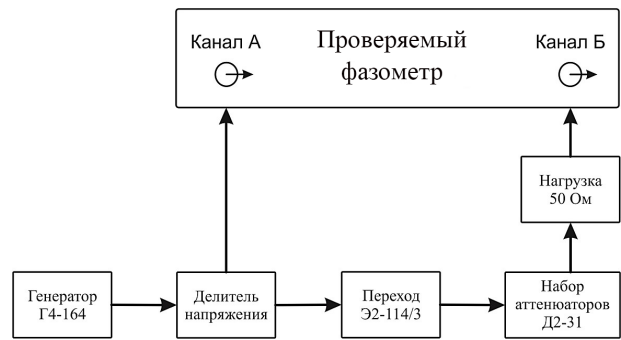 Канал А
Проверяемый
фазометр
Канал Б
Нагрузка
50 Ом
Генератор
Г4-164
Делитель
напряжения
Переход
Э2-114/3
Набор
аттенюаторов
Д2-31